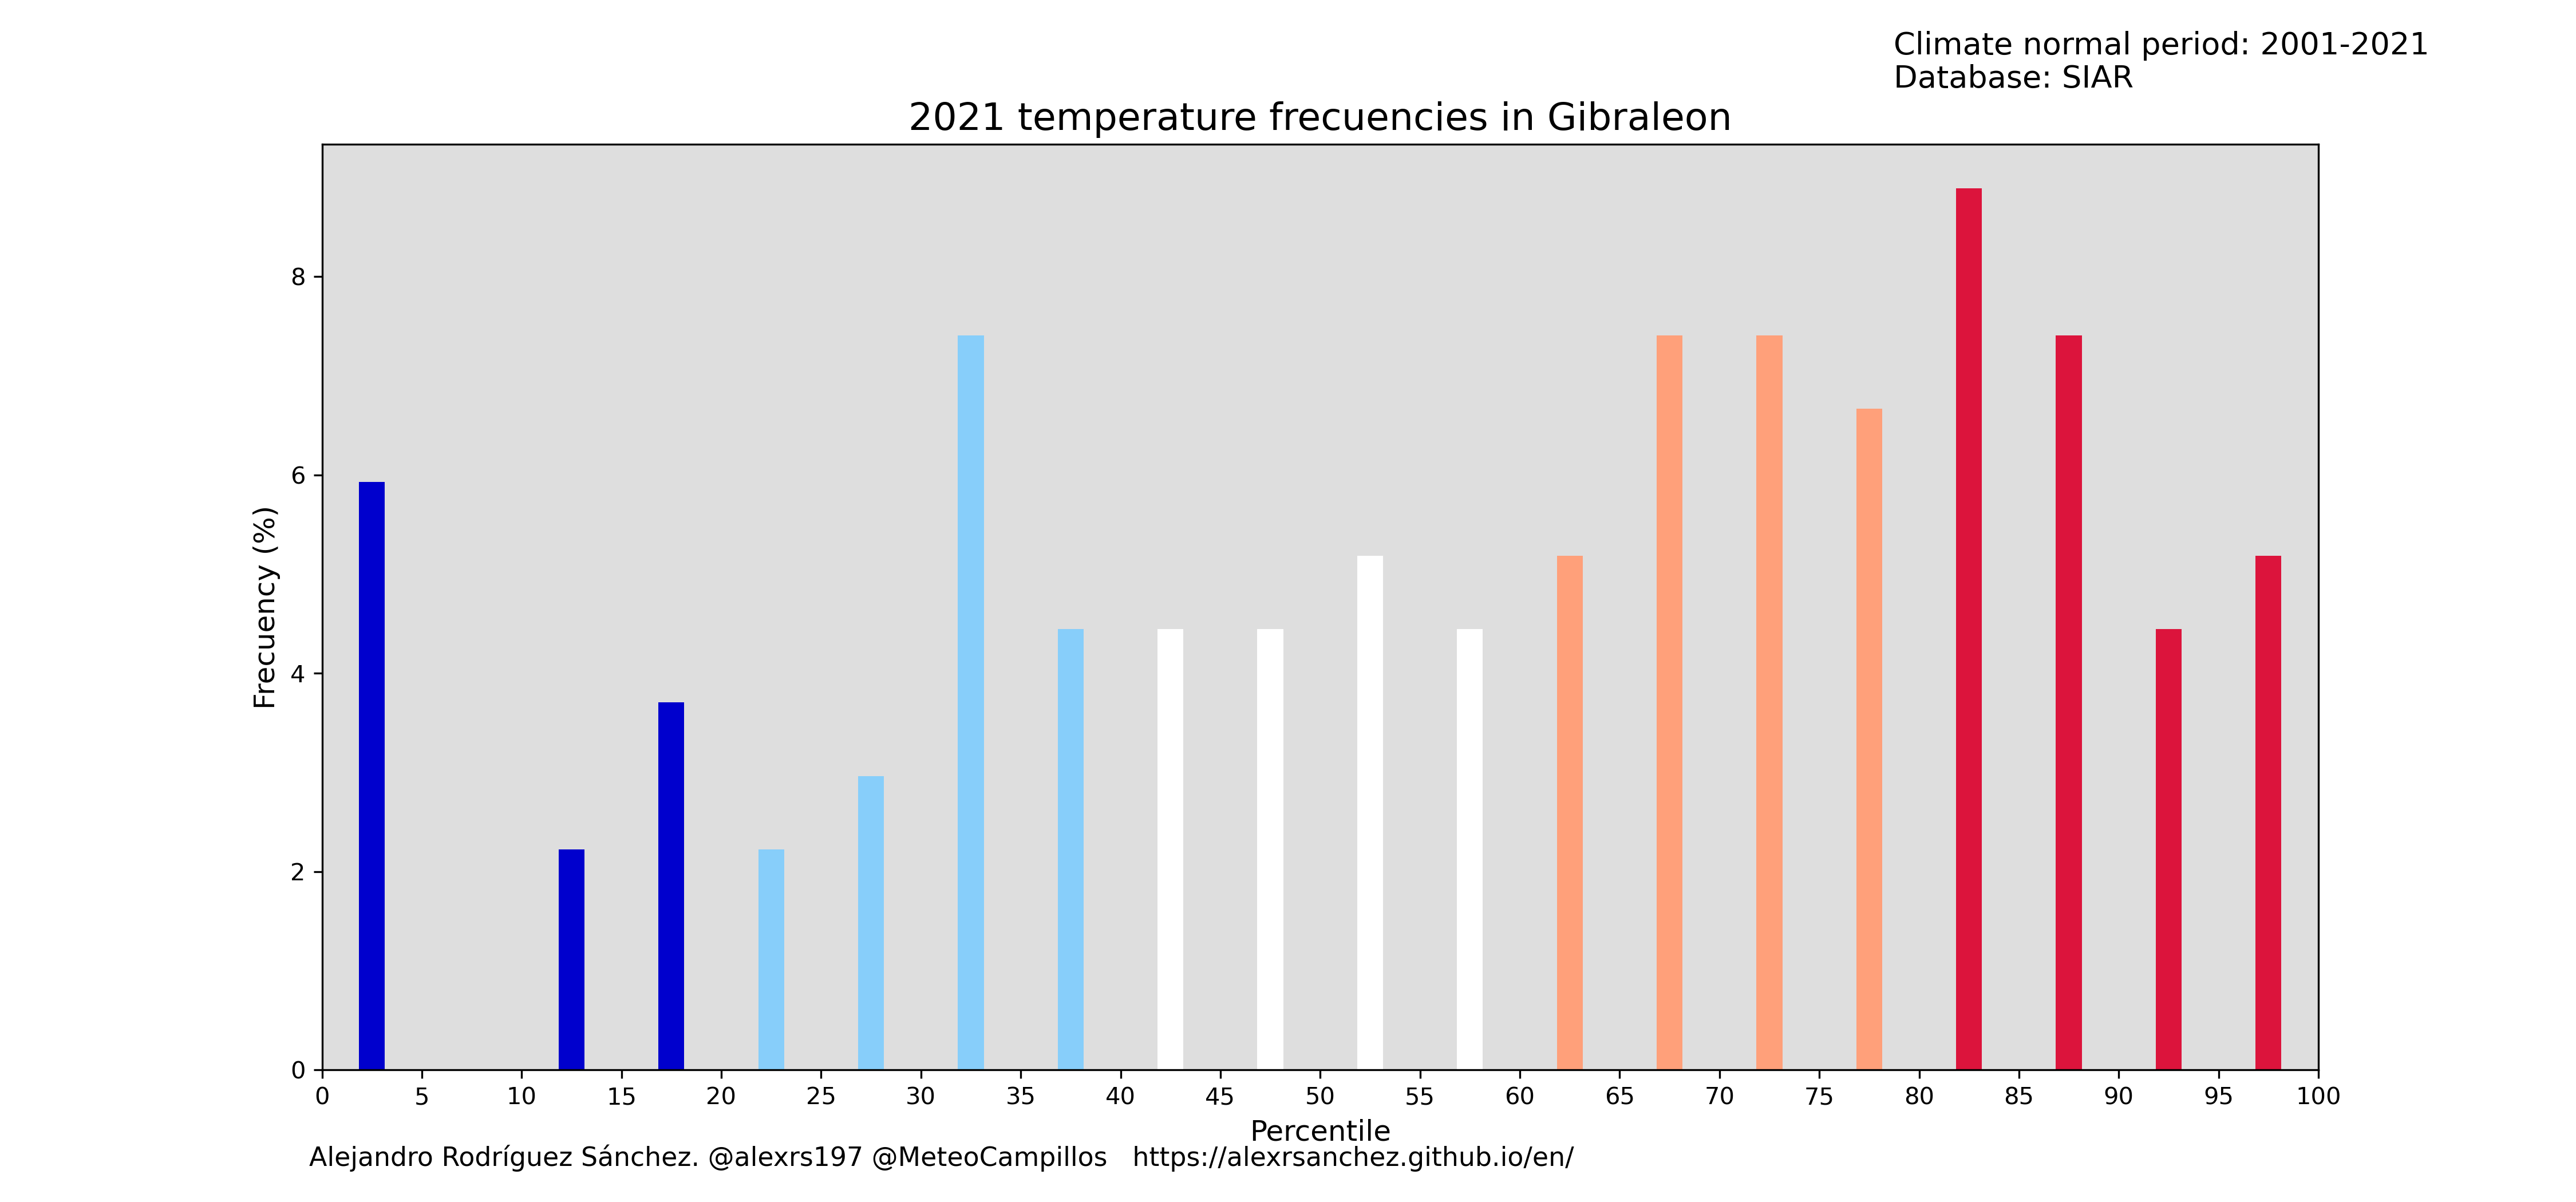 Climate normal period: 2001-2021
Database: SIAR
2021 temperature frecuencies in Gibraleon
Frecuency (%)
8
6
4
2
0
0 5 10 15 20 25 30 35 40 45 50 55 60 65 70 75 80 85 90 95 100
Percentile
Alejandro Rodríguez Sánchez. @alexrs197 @MeteoCampillos https://alexrsanchez.github.io/en/